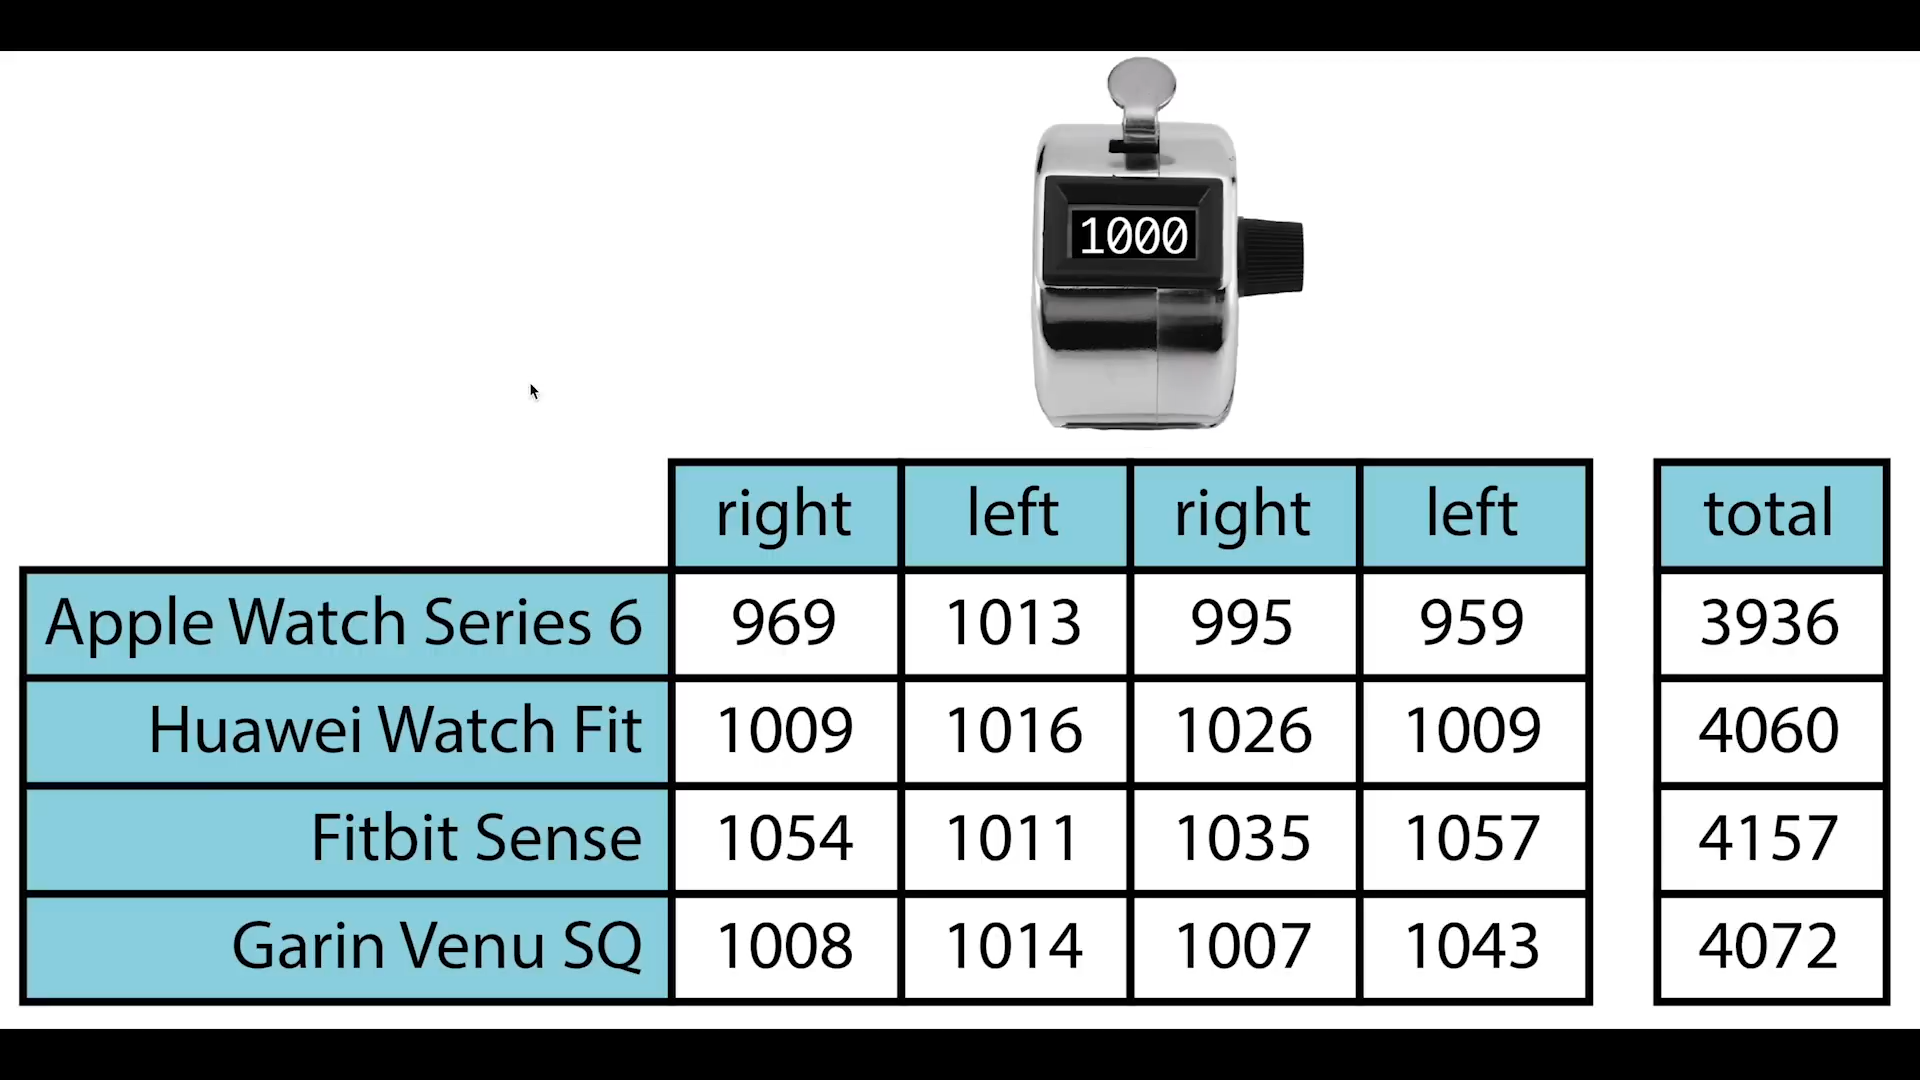 1000
right left right left total
Apple Watch Series 6 969 1013 995 959 3936
Huawei Watch Fit 1009 1016 1026 1009 4060
Fitbit Sense 1054 1011 1035 1057 4157
Garin Venu SQ 1008 1014 1007 1043 4072